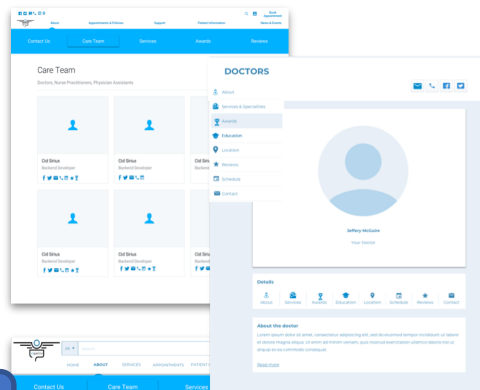 Book
Appointment
About
Appointments & Policies
Support
Patient Information
News & Events
Contact Us
Care Team
Services
Awards
Reviews
Care Team
Doctors, Nurse Practitioners, Physician Assistants
Cid Sirius
Backend Developer
Cid Sirius
Backend Developer
Cid Sirius
Backend Developer
Cid Sirius
Backend Developer
DOCTORS
About
Services & Specialties
Awards
Education
Location
Reviews
Schedule
Contact
Jeffery McGuire
Your Doctor
Details
About
Services
Awards
Education
Location
Schedule
Reviews
Contact
About the doctor
Lorem ipsum dolor sit amet, consectetur adipiscing elit, sed do eiusmod tempor incididunt ut labore
et dolore magna aliqua. Ut enim ad minim veniam, quis nostrud exercitation ullamco laboris nisi ut
aliquip ex ea commodo consequat.
Read more
HOME
ABOUT
SERVICES
APPOINTMENTS
PATIENT
Contact Us
Care Team
Services